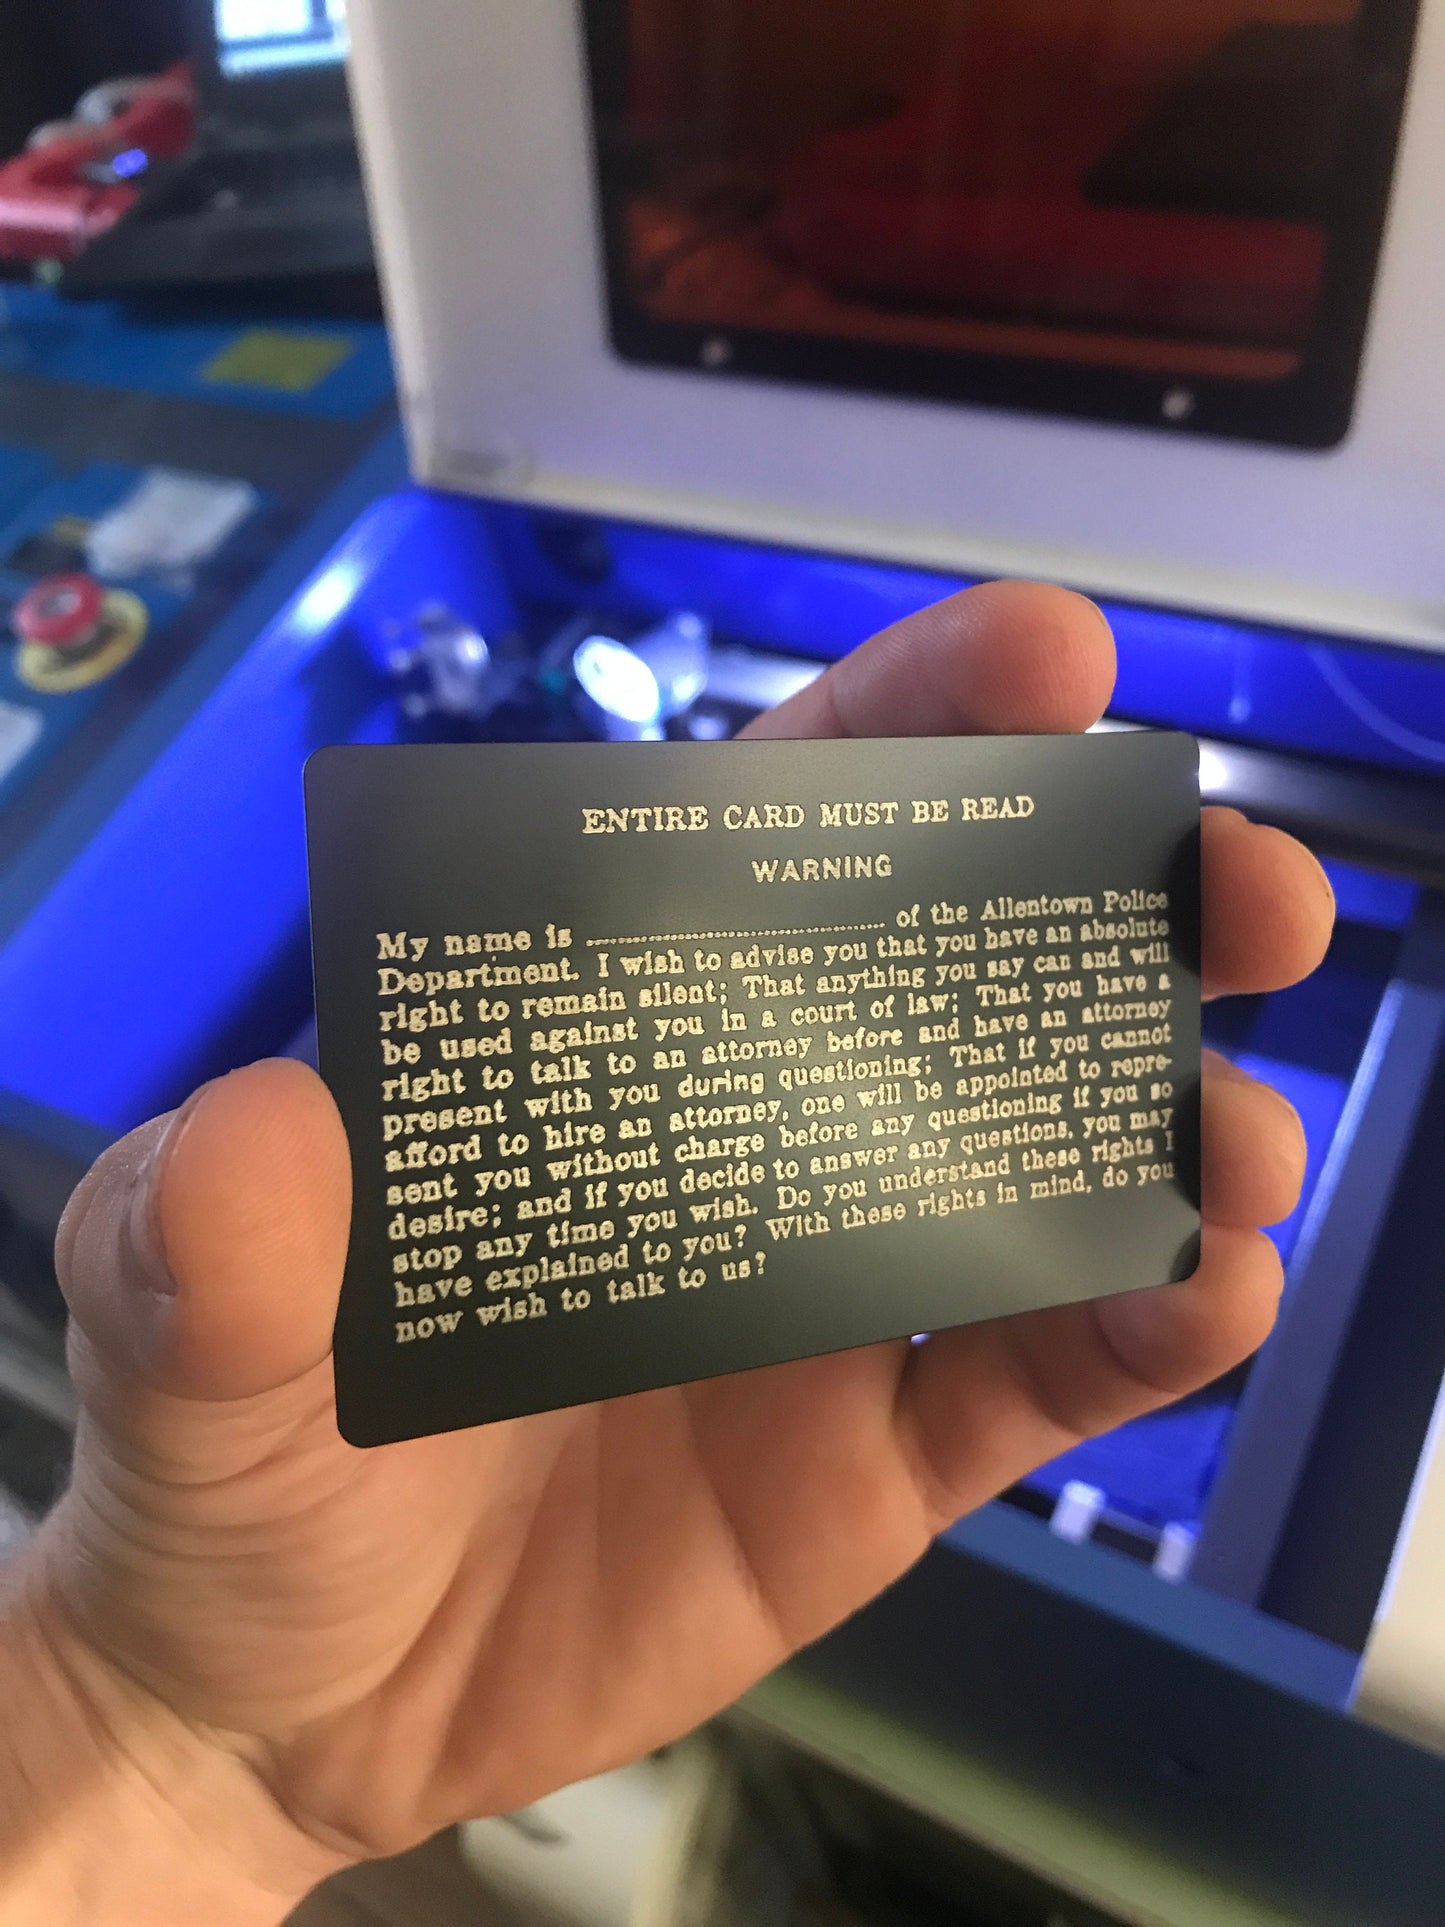 ENTIRE CARD MUST BE READ
WARNING
My name is ........................................ of the Allentown Police
Department. I wish to advise you that you have an absolute
right to remain silent; That anything you say can and will
be used against you in a court of law; That you have a
right to talk to an attorney before and have an attorney
present with you during questioning; That if you cannot
afford to hire an attorney, one will be appointed to repre-
sent you without charge before any questioning if you so
desire; and if you decide to answer any questions, you may
stop any time you wish. Do you understand these rights I
have explained to you? With these rights in mind, do you
now wish to talk to us?